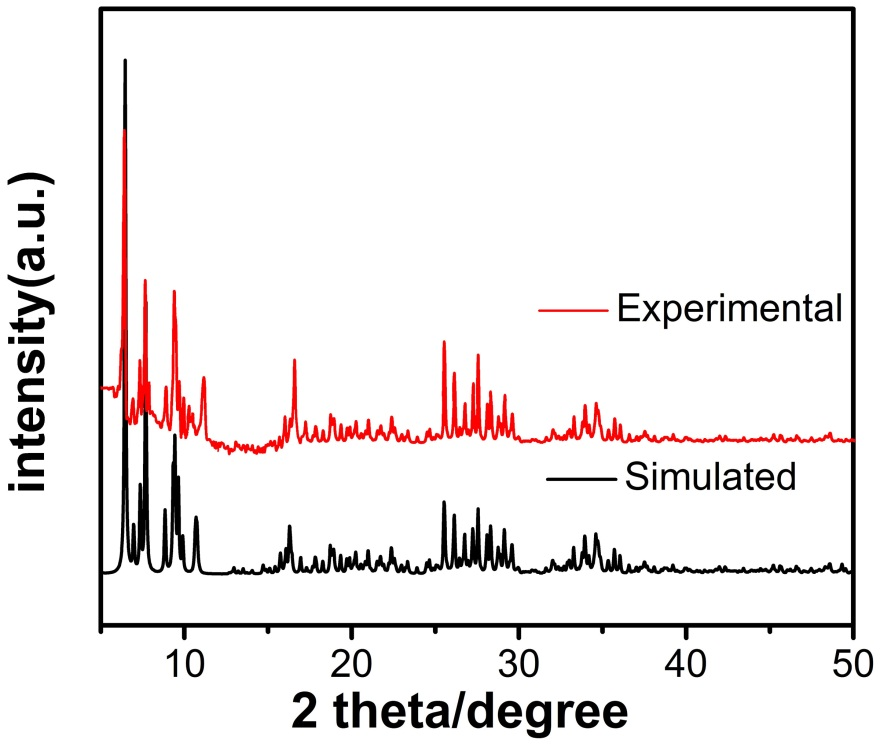 intensity(a.u.)
Experimental
Simulated
10 20 30 40 50
2 theta/degree